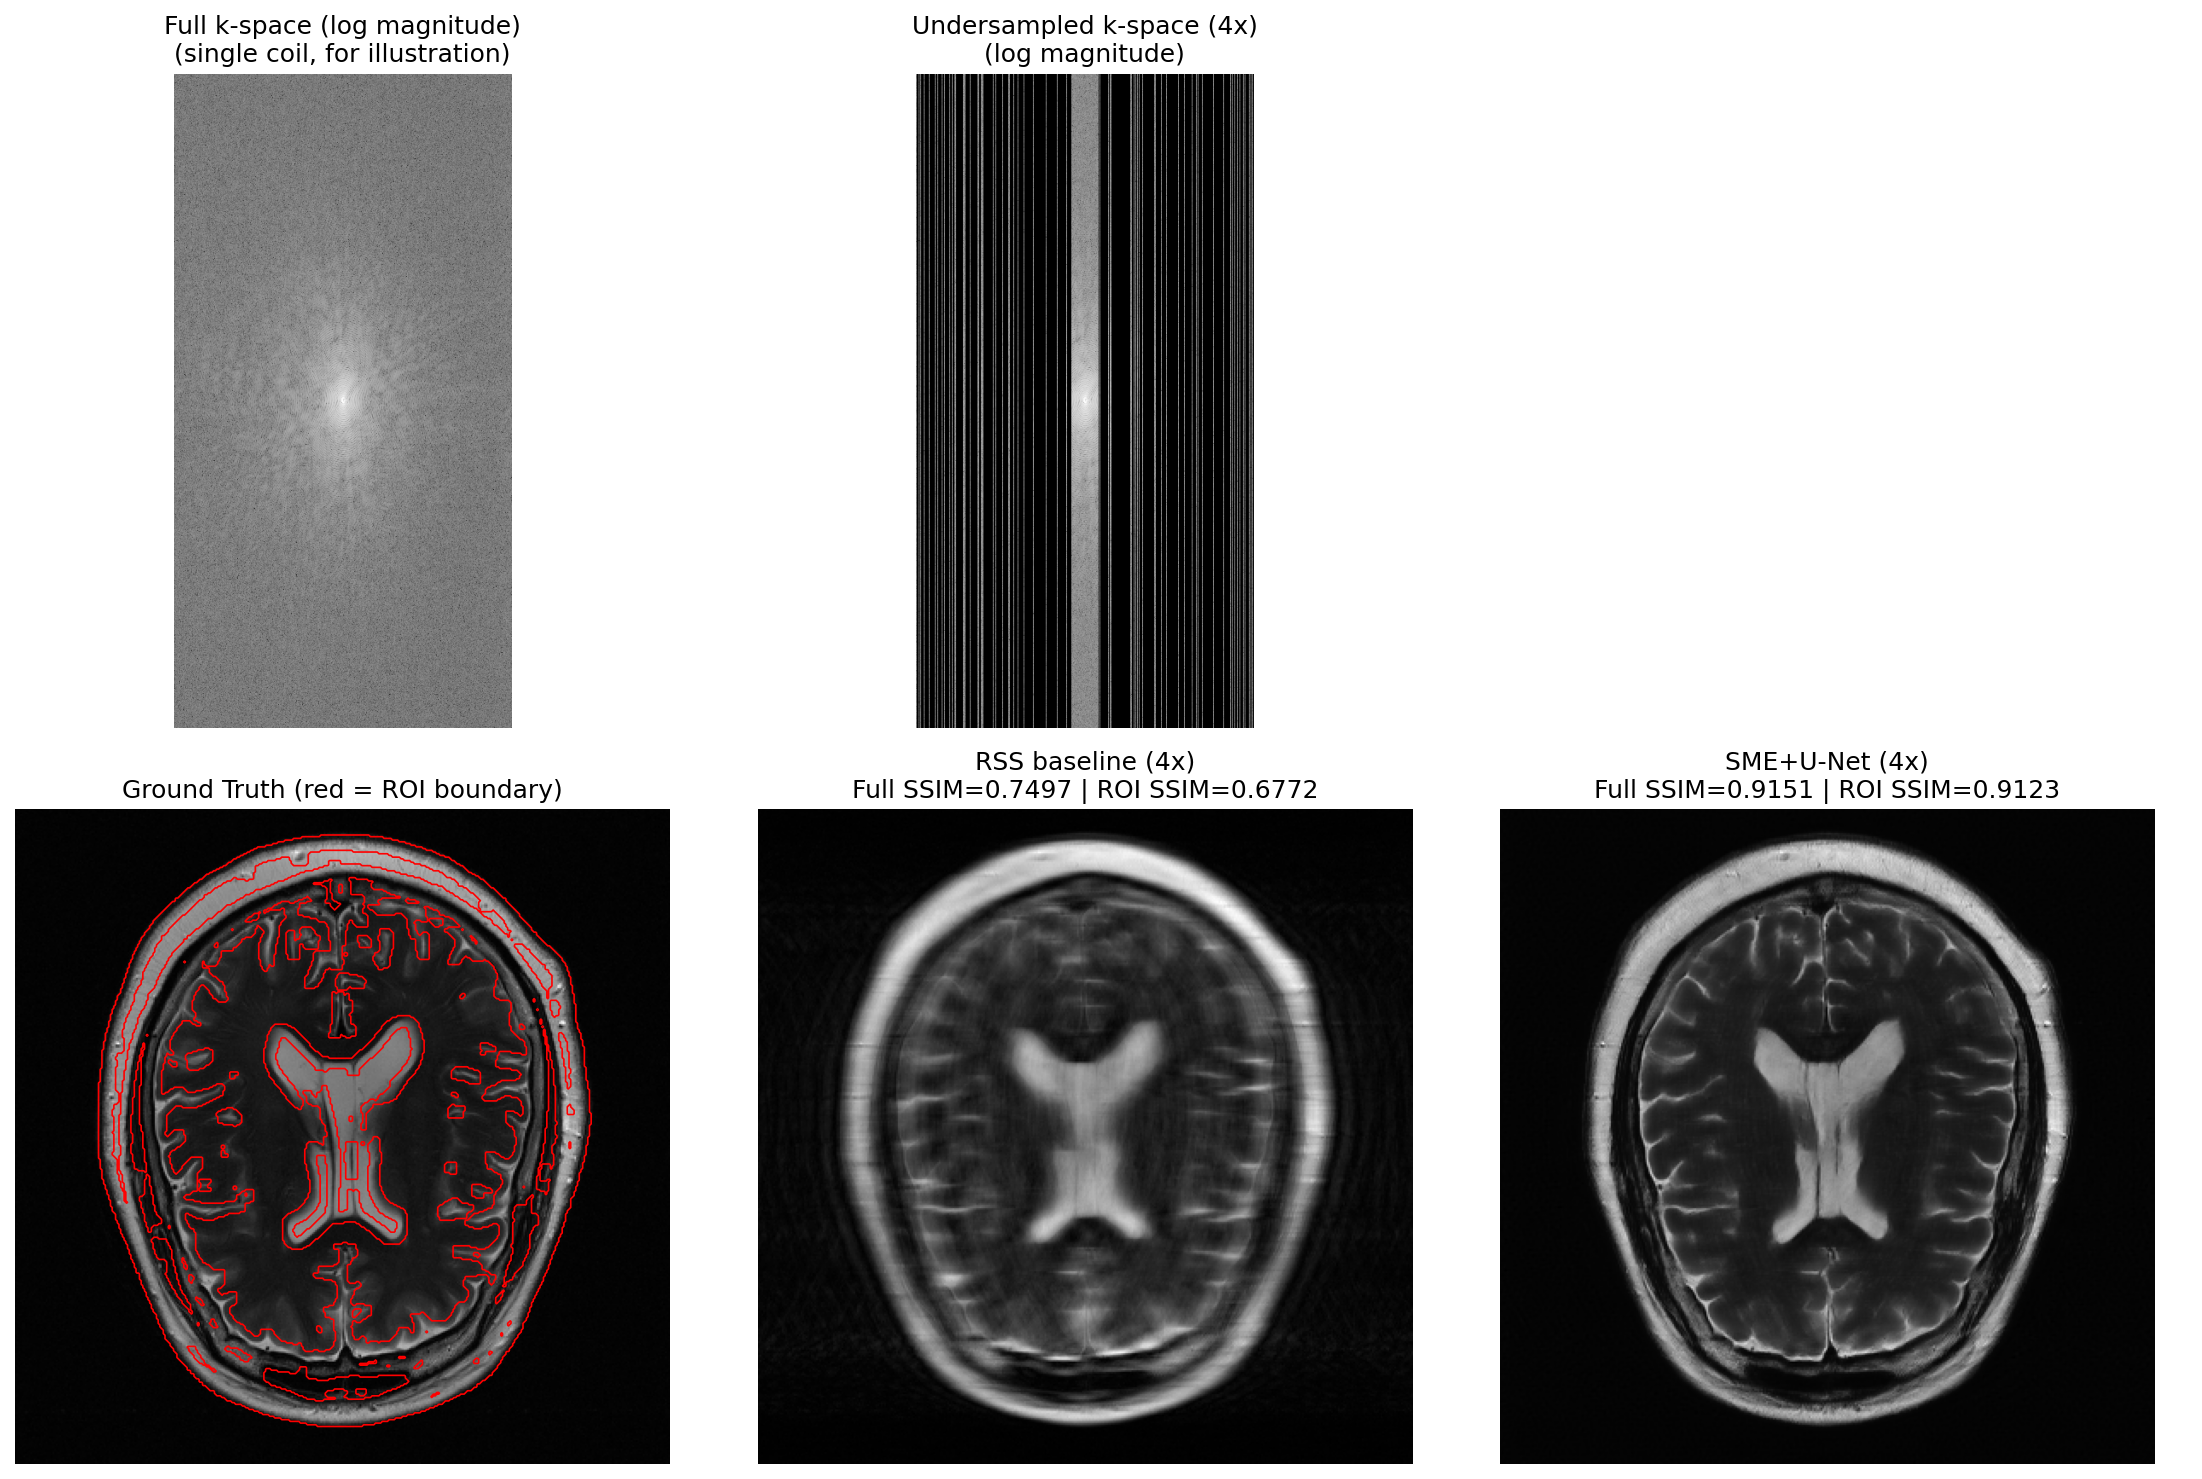 Full k-space (log magnitude)
(single coil, for illustration)
Undersampled k-space (4x)
(log magnitude)
Ground Truth (red = ROI boundary)
RSS baseline (4x)
Full SSIM=0.7497 | ROI SSIM=0.6772
SME+U-Net (4x)
Full SSIM=0.9151 | ROI SSIM=0.9123